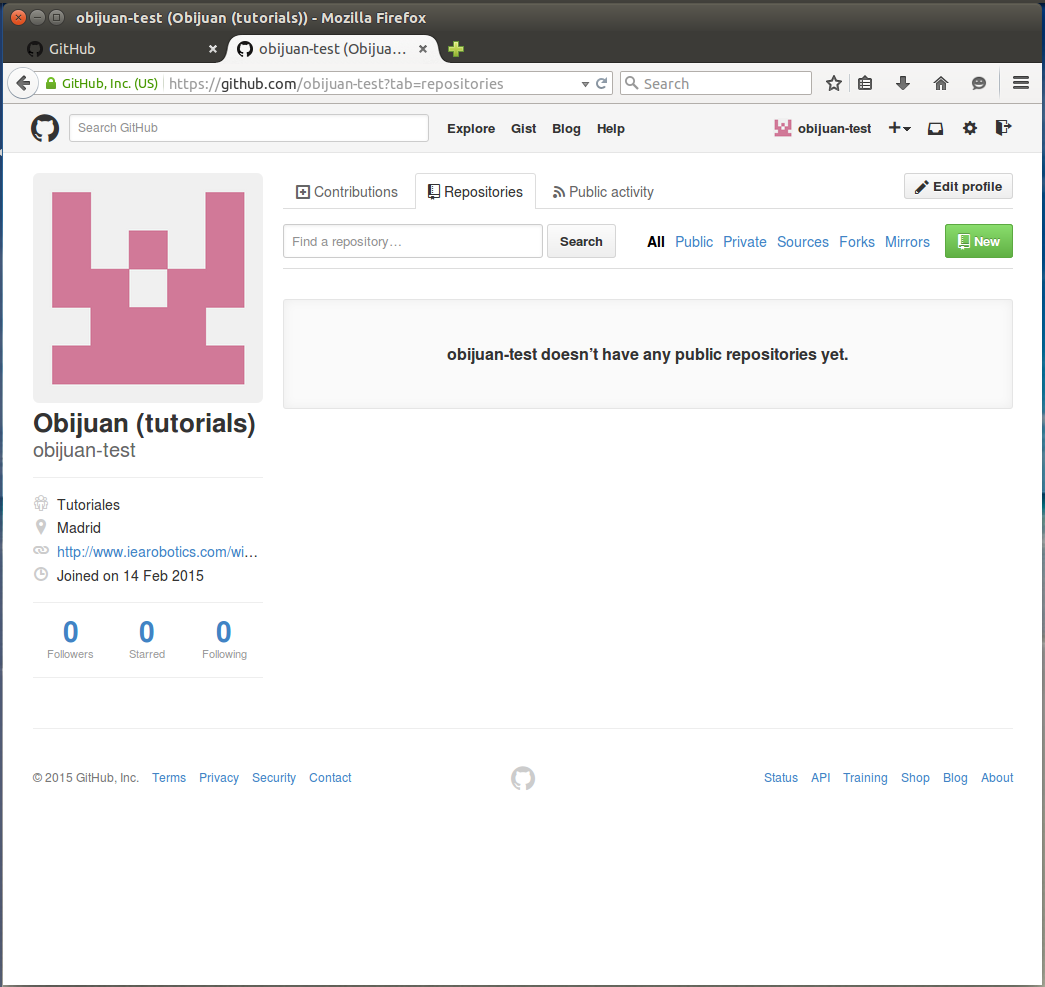 obijuan-test (Obijuan (tutorials)) - Mozilla Firefox
GitHub
obijuan-test (Obijua...
GitHub, Inc. (US) https://github.com/obijuan-test?tab=repositories
Search
Search GitHub
Explore Gist Blog Help
obijuan-test
Contributions Repositories Public activity
Edit profile
Find a repository…
Search
All Public Private Sources Forks Mirrors
New
obijuan-test doesn’t have any public repositories yet.
Obijuan (tutorials)
obijuan-test
Tutoriales
Madrid
http://www.iearobotics.com/wi…
Joined on 14 Feb 2015
0 0 0
Followers Starred Following
© 2015 GitHub, Inc. Terms Privacy Security Contact
Status API Training Shop Blog About